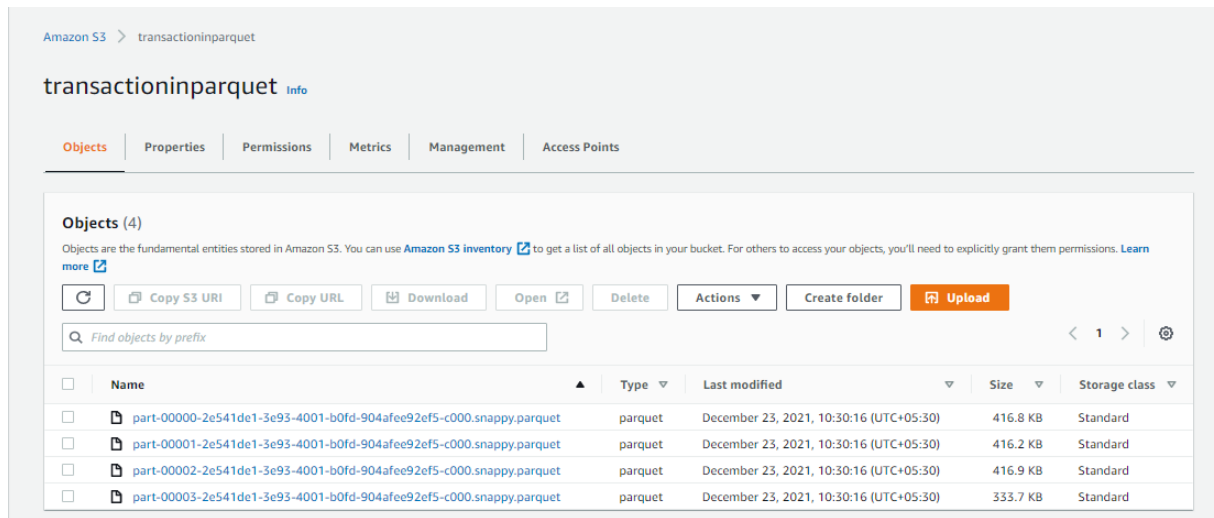 Amazon S3 > transactioninparquet
transactioninparquet Info
Objects Properties Permissions Metrics Management Access Points
Objects (4)
Objects are the fundamental entities stored in Amazon S3. You can use Amazon S3 inventory to get a list of all objects in your bucket. For others to access your objects, you'll need to explicitly grant them permissions. Learn
more
Copy S3 URI Copy URL Download Open Delete Actions Create folder Upload
Find objects by prefix 1
Name Type Last modified Size Storage class
part-00000-2e541de1-3e93-4001-b0fd-904afee92ef5-c000.snappy.parquet parquet December 23, 2021, 10:30:16 (UTC+05:30) 416.8 KB Standard
part-00001-2e541de1-3e93-4001-b0fd-904afee92ef5-c000.snappy.parquet parquet December 23, 2021, 10:30:16 (UTC+05:30) 416.2 KB Standard
part-00002-2e541de1-3e93-4001-b0fd-904afee92ef5-c000.snappy.parquet parquet December 23, 2021, 10:30:16 (UTC+05:30) 416.9 KB Standard
part-00003-2e541de1-3e93-4001-b0fd-904afee92ef5-c000.snappy.parquet parquet December 23, 2021, 10:30:16 (UTC+05:30) 333.7 KB Standard